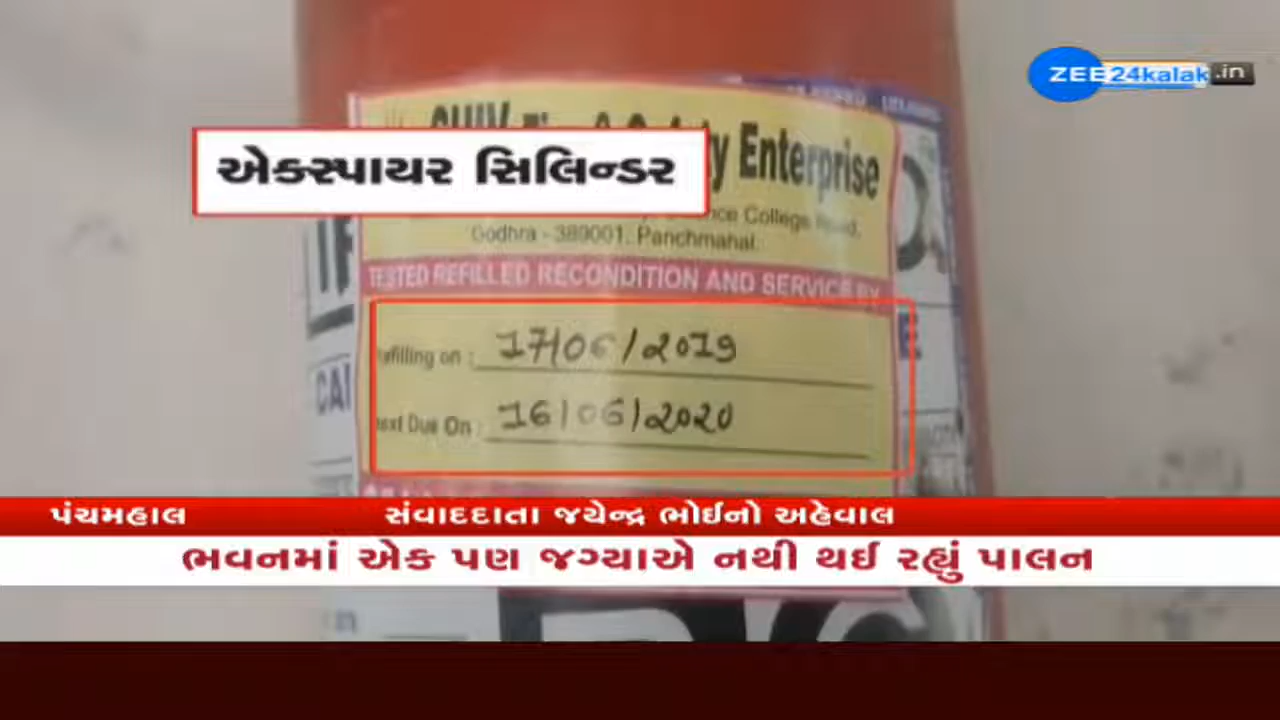 ZEE24kalak.in
Enterprise
એક્સ્પાયર સિલિન્ડર
College Road,
Godhra - 389001, Panchmahal.
TESTED REFILLED RECONDITION AND SERVICE BY
Refilling on : 17/06/2019
Next Due On : 16/06/2020
પંચમહાલ
સંવાદદાતા જયેન્દ્ર ભોઈનો અહેવાલ
ભવનમાં એક પણ જગ્યાએ નથી થઈ રહ્યું પાલન